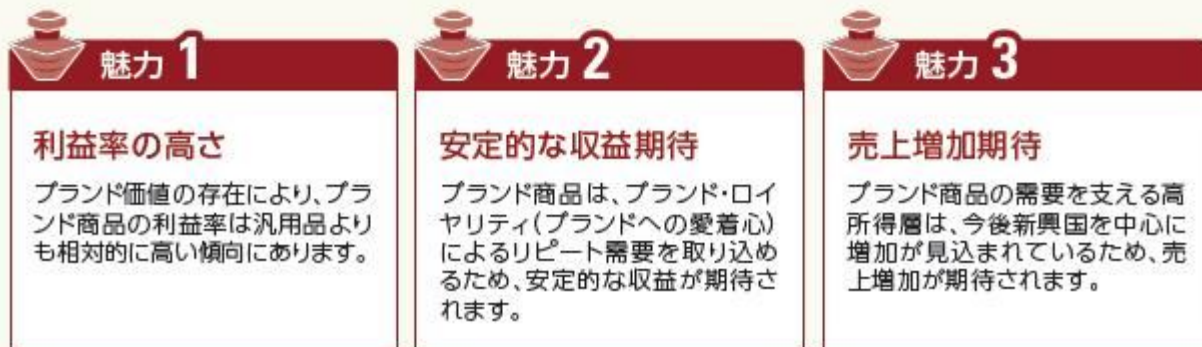 魅力 1
利益率の高さ
ブランド価値の存在により、ブラ
ンド商品の利益率は汎用品より
も相対的に高い傾向にあります。
魅力 2
安定的な収益期待
ブランド商品は、ブランド・ロイ
ヤリティ(ブランドへの愛着心)
によるリピート需要を取り込め
るため、安定的な収益が期待さ
れます。
魅力 3
売上増加期待
ブランド商品の需要を支える高
所得層は、今後新興国を中心に
増加が見込まれているため、売
上増加が期待されます。